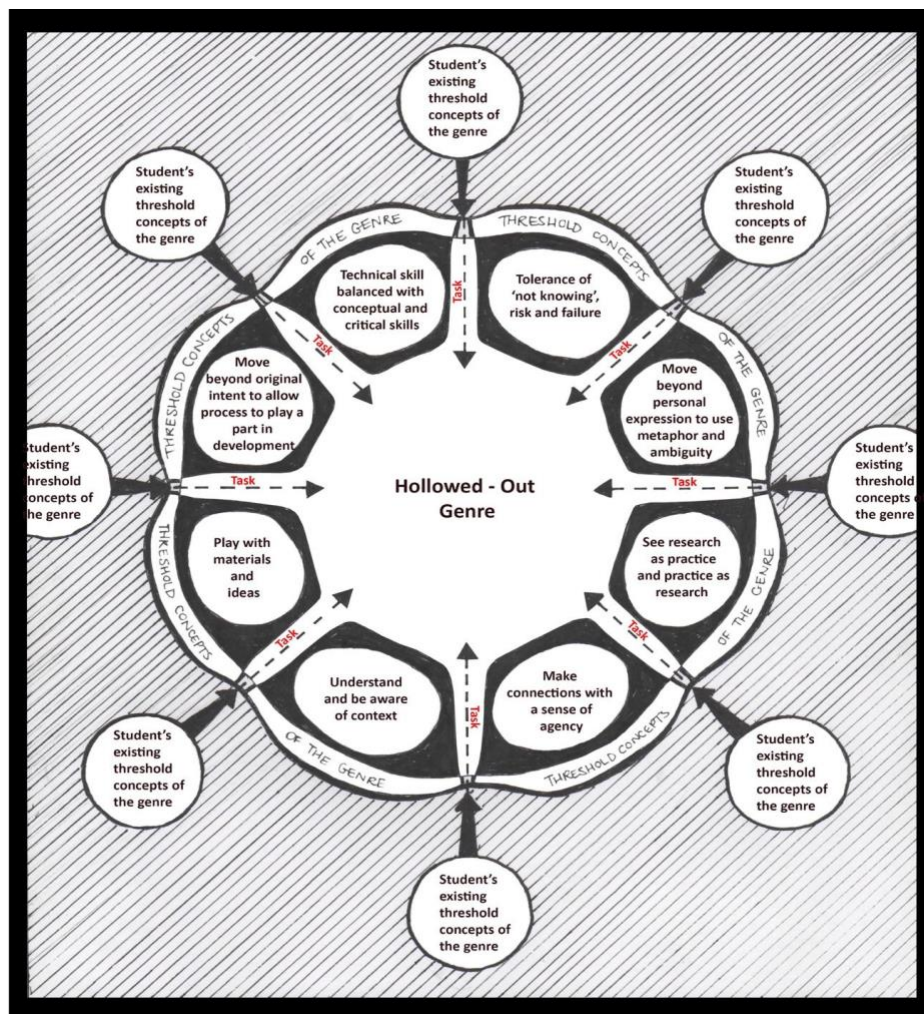 Student's
existing
threshold
concepts of
the genre
Student's
existing
threshold
concepts of
the genre
Student's
existing
threshold
concepts of
the genre
OF THE GENRE
THRESHOLD CONCEPTS
Technical skill
balanced with
conceptual and
critical skills
Task
Tolerance of
'not knowing',
risk and failure
Task
Task
THRESHOLD CONCEPTS
OF THE GENRE
Move
beyond original
intent to allow
process to play a
part in
development
Move
beyond
personal
expression to use
metaphor and
ambiguity
Student's
existing
threshold
concepts of
the genre
Task
Hollowed - Out
Genre
Task
Student's
existing
threshold
concepts of
the genre
THRESHOLD CONCEPTS
Play with
materials
and
ideas
See research
as practice
and practice as
research
OF THE GENRE
Task
Task
Understand
and be aware
of context
Task
Make
connections with
a sense of
agency
OF THE GENRE
THRESHOLD CONCEPTS
Student's
existing
threshold
concepts of
the genre
Student's
existing
threshold
concepts of
the genre
Student's
existing
threshold
concepts of
the genre